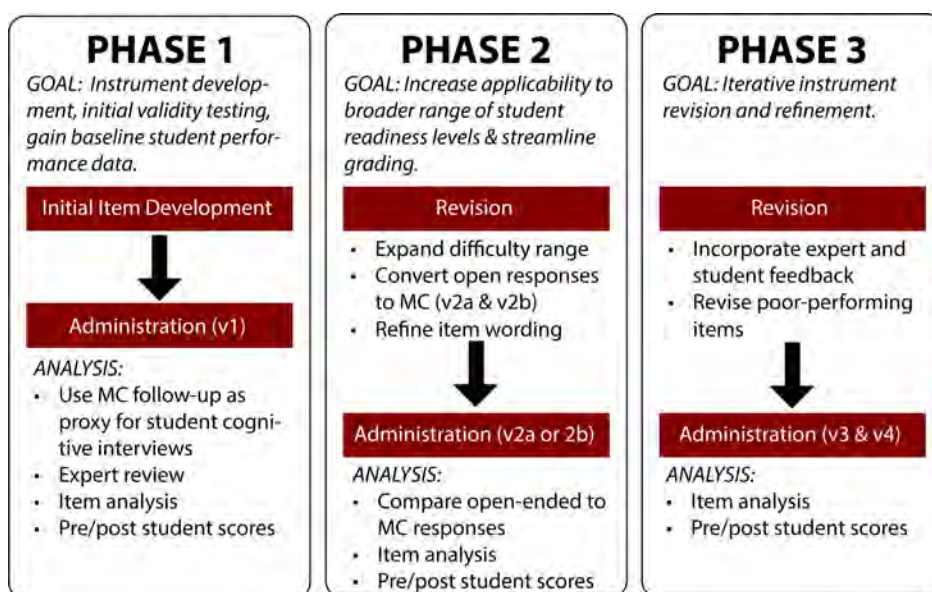 PHASE 1
GOAL: Instrument develop-
ment, initial validity testing,
gain baseline student perfor-
mance data.
Initial Item Development
Administration (v1)
ANALYSIS:
• Use MC follow-up as
proxy for student cogni-
tive interviews
• Expert review
• Item analysis
• Pre/post student scores
PHASE 2
GOAL: Increase applicability to
broader range of student
readiness levels & streamline
grading.
Revision
• Expand difficulty range
• Convert open responses
to MC (v2a & v2b)
• Refine item wording
Administration (v2a or 2b)
ANALYSIS:
• Compare open-ended to
MC responses
• Item analysis
• Pre/post student scores
PHASE 3
GOAL: Iterative instrument
revision and refinement.
Revision
• Incorporate expert and
student feedback
• Revise poor-performing
items
Administration (v3 & v4)
ANALYSIS:
• Item analysis
• Pre/post student scores